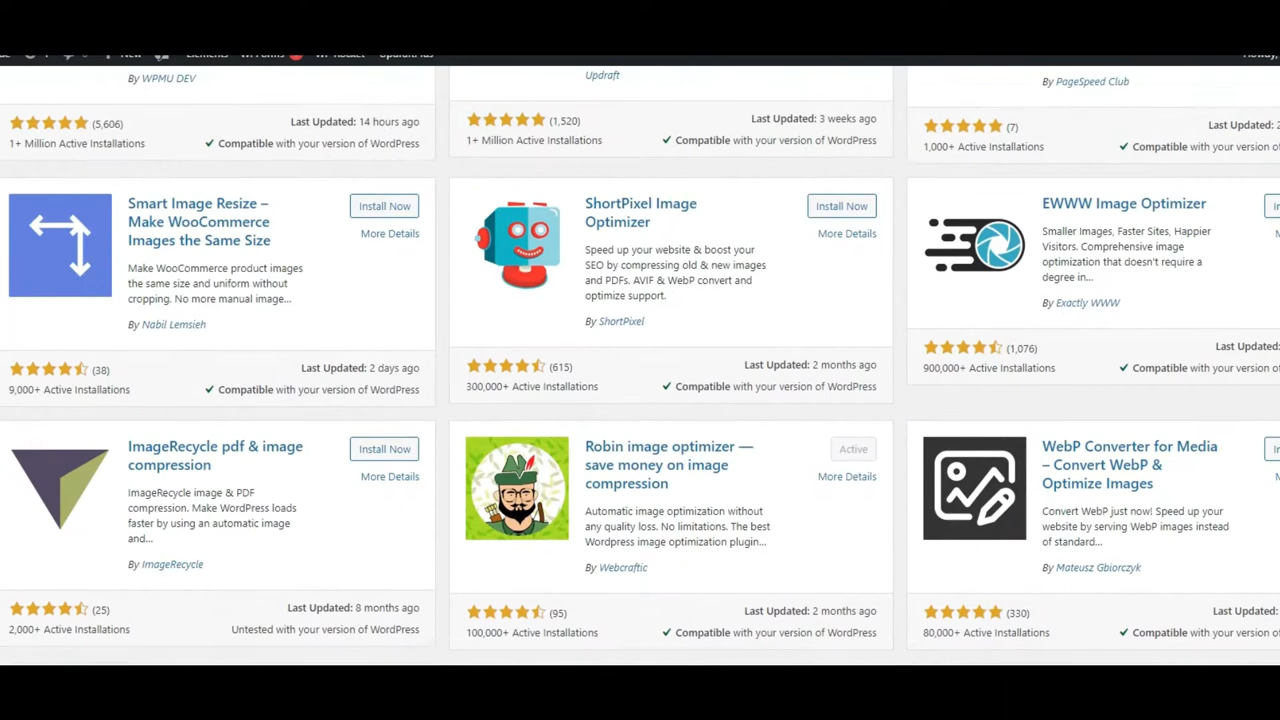 New
Elements
WP Rocket
UpdraftPlus
Howdy,
By WPMU DEV
(5,606)
Last Updated: 14 hours ago
1+ Million Active Installations
✓ Compatible with your version of WordPress
Updraft
(1,520)
Last Updated: 3 weeks ago
1+ Million Active Installations
✓ Compatible with your version of WordPress
By PageSpeed Club
(7)
Last Updated: 2
1,000+ Active Installations
✓ Compatible with your version
Smart Image Resize –
Make WooCommerce
Images the Same Size
Install Now
More Details
Make WooCommerce product images
the same size and uniform without
cropping. No more manual image...
By Nabil Lemsieh
(38)
Last Updated: 2 days ago
9,000+ Active Installations
✓ Compatible with your version of WordPress
ShortPixel Image
Optimizer
Install Now
More Details
Speed up your website & boost your
SEO by compressing old & new images
and PDFs. AVIF & WebP convert and
optimize support.
By ShortPixel
(615)
Last Updated: 2 months ago
300,000+ Active Installations
✓ Compatible with your version of WordPress
EWWW Image Optimizer
Smaller Images, Faster Sites, Happier
Visitors. Comprehensive image
optimization that doesn't require a
degree in...
By Exactly WWW
(1,076)
Last Updated:
900,000+ Active Installations
✓ Compatible with your version
ImageRecycle pdf & image
compression
Install Now
More Details
ImageRecycle image & PDF
compression. Make WordPress loads
faster by using an automatic image
and...
By ImageRecycle
(25)
Last Updated: 8 months ago
2,000+ Active Installations
Untested with your version of WordPress
Robin image optimizer —
save money on image
compression
Active
More Details
Automatic image optimization without
any quality loss. No limitations. The best
Wordpress image optimization plugin...
By Webcraftic
(95)
Last Updated: 2 months ago
100,000+ Active Installations
✓ Compatible with your version of WordPress
WebP Converter for Media
– Convert WebP &
Optimize Images
Convert WebP just now! Speed up your
website by serving WebP images instead
of standard...
By Mateusz Gbiorczyk
(330)
Last Updated:
80,000+ Active Installations
✓ Compatible with your version